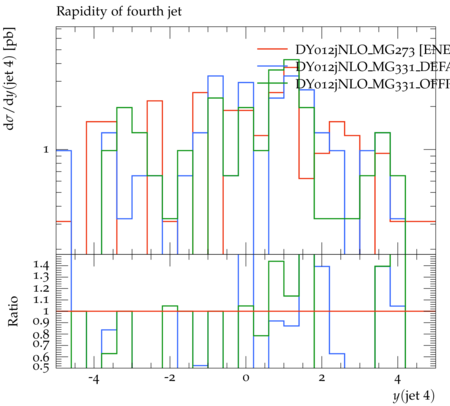 Rapidity of fourth jet
dσ/dy(jet 4) [pb]
DY012jNLO_MG273 [ENE
DY012jNLO_MG331_DEFA
DY012jNLO_MG331_OFFI
1
Ratio
1.4
1.3
1.2
1.1
1
0.9
0.8
0.7
0.6
0.5
-4 -2 0 2 4
y(jet 4)